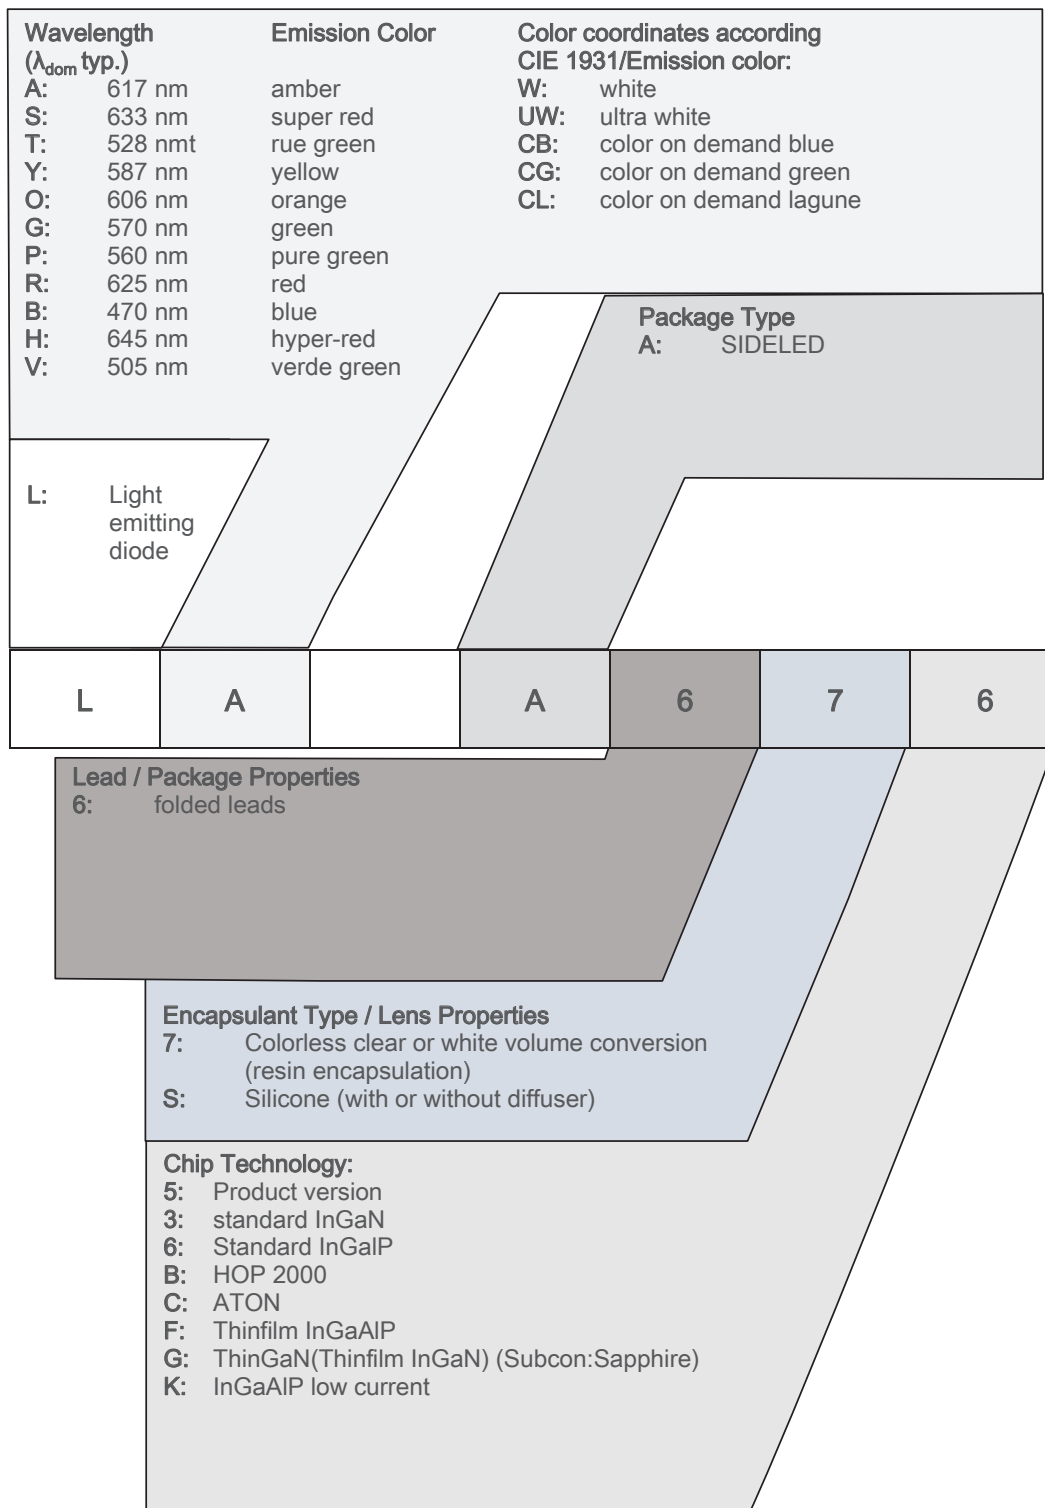 Wavelength Emission Color
(λdom typ.)
A: 617 nm amber
S: 633 nm super red
T: 528 nmt rue green
Y: 587 nm yellow
O: 606 nm orange
G: 570 nm green
P: 560 nm pure green
R: 625 nm red
B: 470 nm blue
H: 645 nm hyper-red
V: 505 nm verde green
Color coordinates according
CIE 1931/Emission color:
W: white
UW: ultra white
CB: color on demand blue
CG: color on demand green
CL: color on demand lagune
Package Type
A: SIDELED
L: Light
emitting
diode
L A A 6 7 6
Lead / Package Properties
6: folded leads
Encapsulant Type / Lens Properties
7: Colorless clear or white volume conversion
(resin encapsulation)
S: Silicone (with or without diffuser)
Chip Technology:
5: Product version
3: standard InGaN
6: Standard InGalP
B: HOP 2000
C: ATON
F: Thinfilm InGaAlP
G: ThinGaN(Thinfilm InGaN) (Subcon:Sapphire)
K: InGaAlP low current